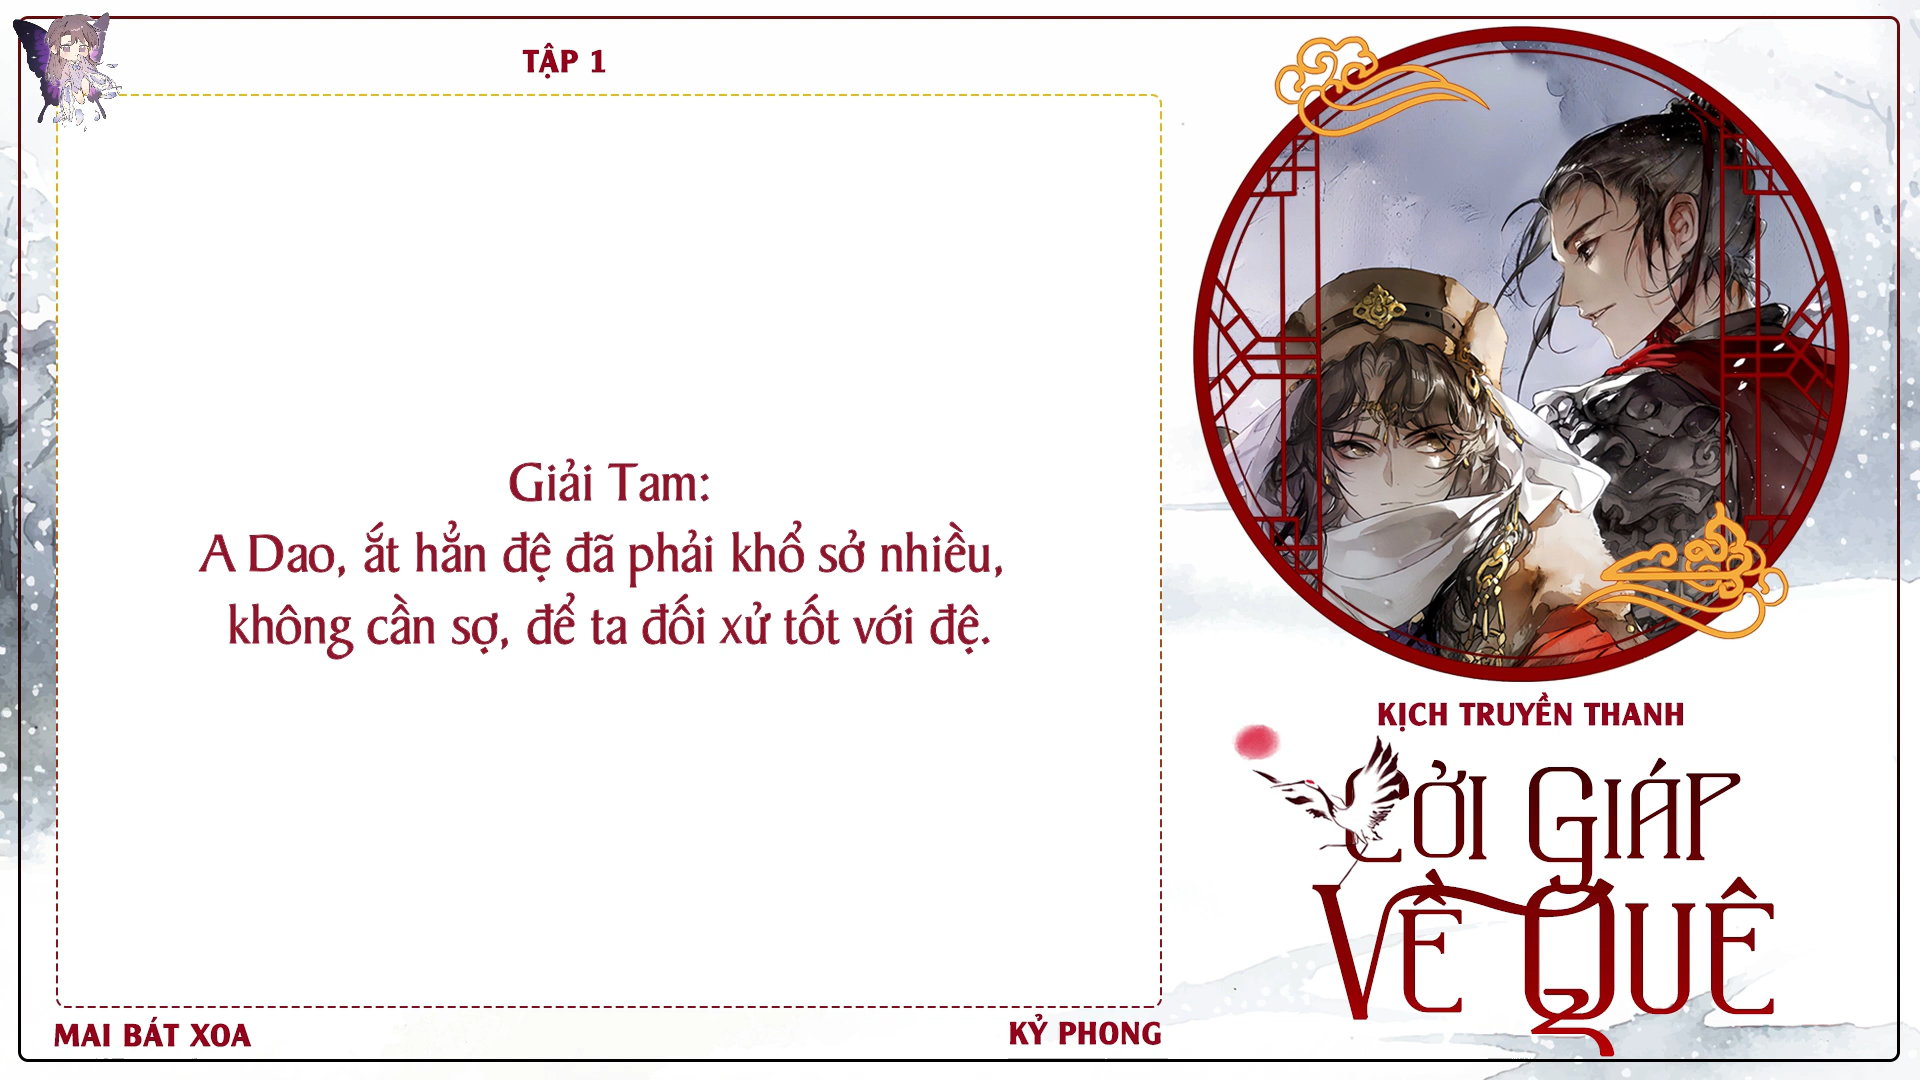 TẬP 1
Giải Tam:
A Dao, ắt hẳn đệ đã phải khổ sở nhiều,
không cần sợ, để ta đối xử tốt với đệ.
MAI BÁT XOA
KỶ PHONG
KỊCH TRUYỀN THANH
CỞI GIÁP
VỀ QUÊ